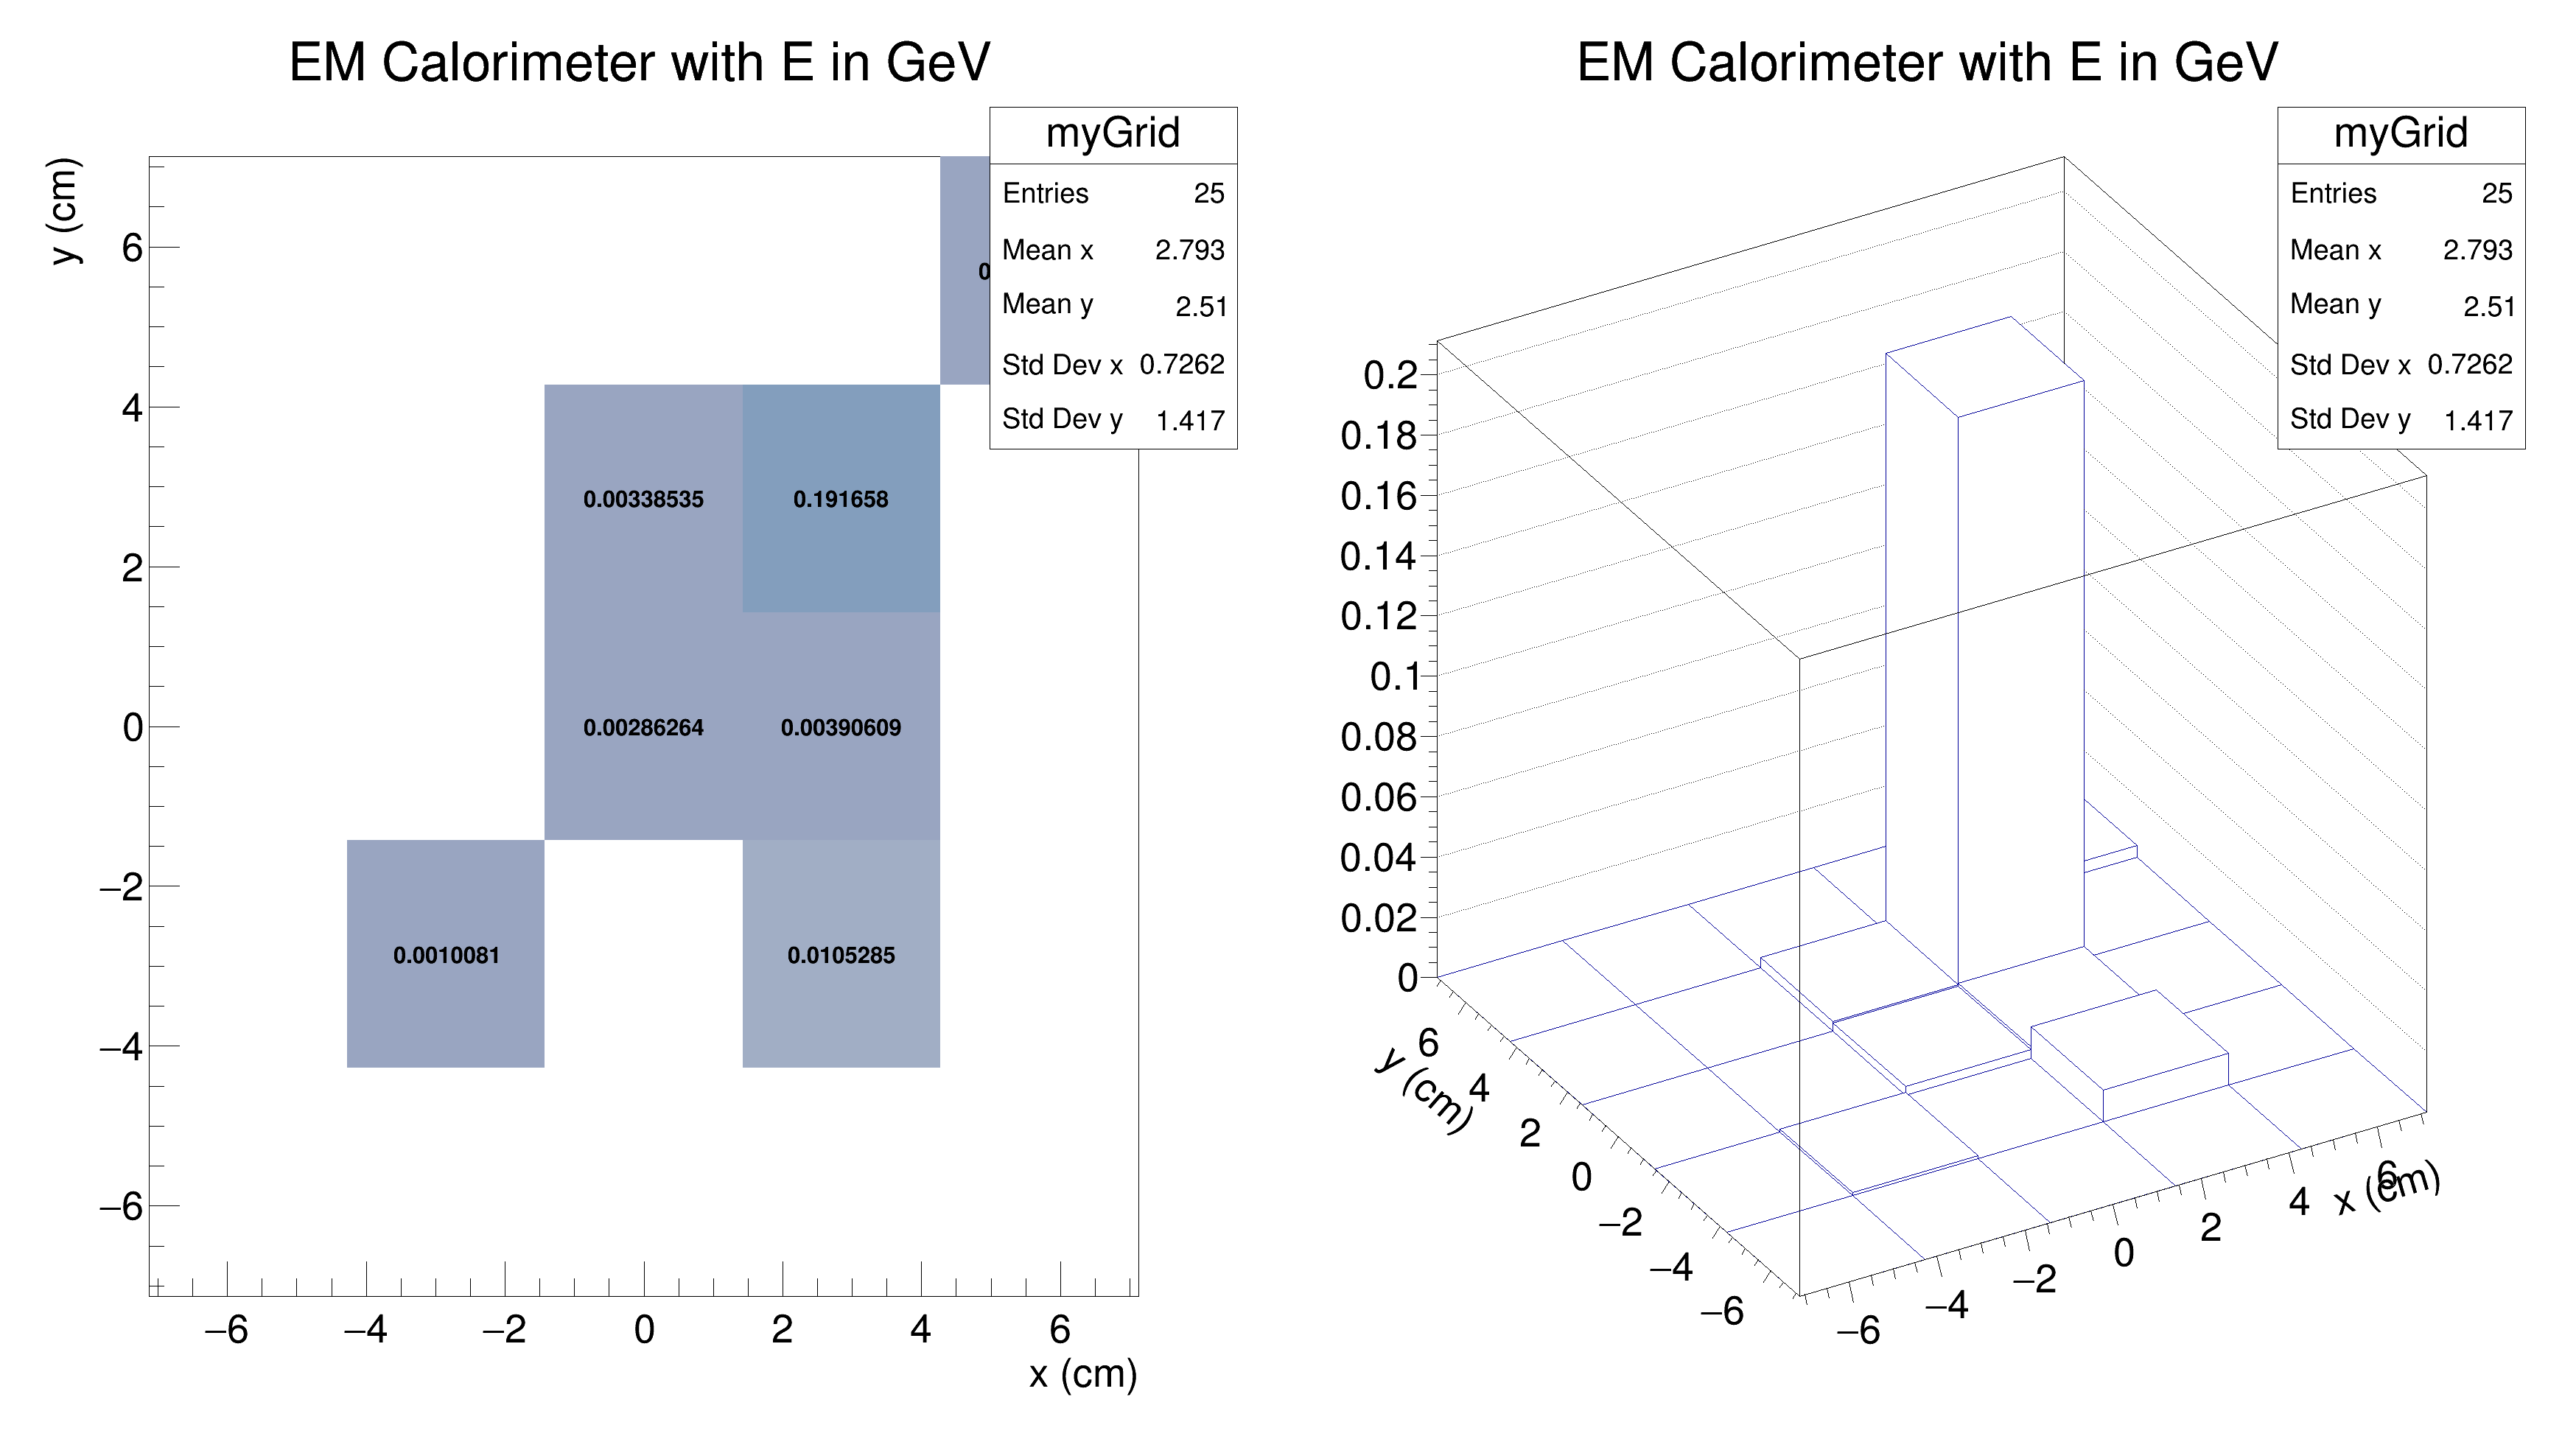 EM Calorimeter with E in GeV
myGrid
Entries 25
Mean x 2.793
Mean y 2.51
Std Dev x 0.7262
Std Dev y 1.417
y (cm)
6
4
2
0
−2
−4
−6
0.00338535 0.191658
0.00286264 0.00390609
0.0010081 0.0105285
−6 −4 −2 0 2 4 6
x (cm)
EM Calorimeter with E in GeV
myGrid
Entries 25
Mean x 2.793
Mean y 2.51
Std Dev x 0.7262
Std Dev y 1.417
0.2
0.18
0.16
0.14
0.12
0.1
0.08
0.06
0.04
0.02
0
y (cm)
6
4
2
0
−2
−4
−6
−6 −4 −2 0 2 4 6
x (cm)